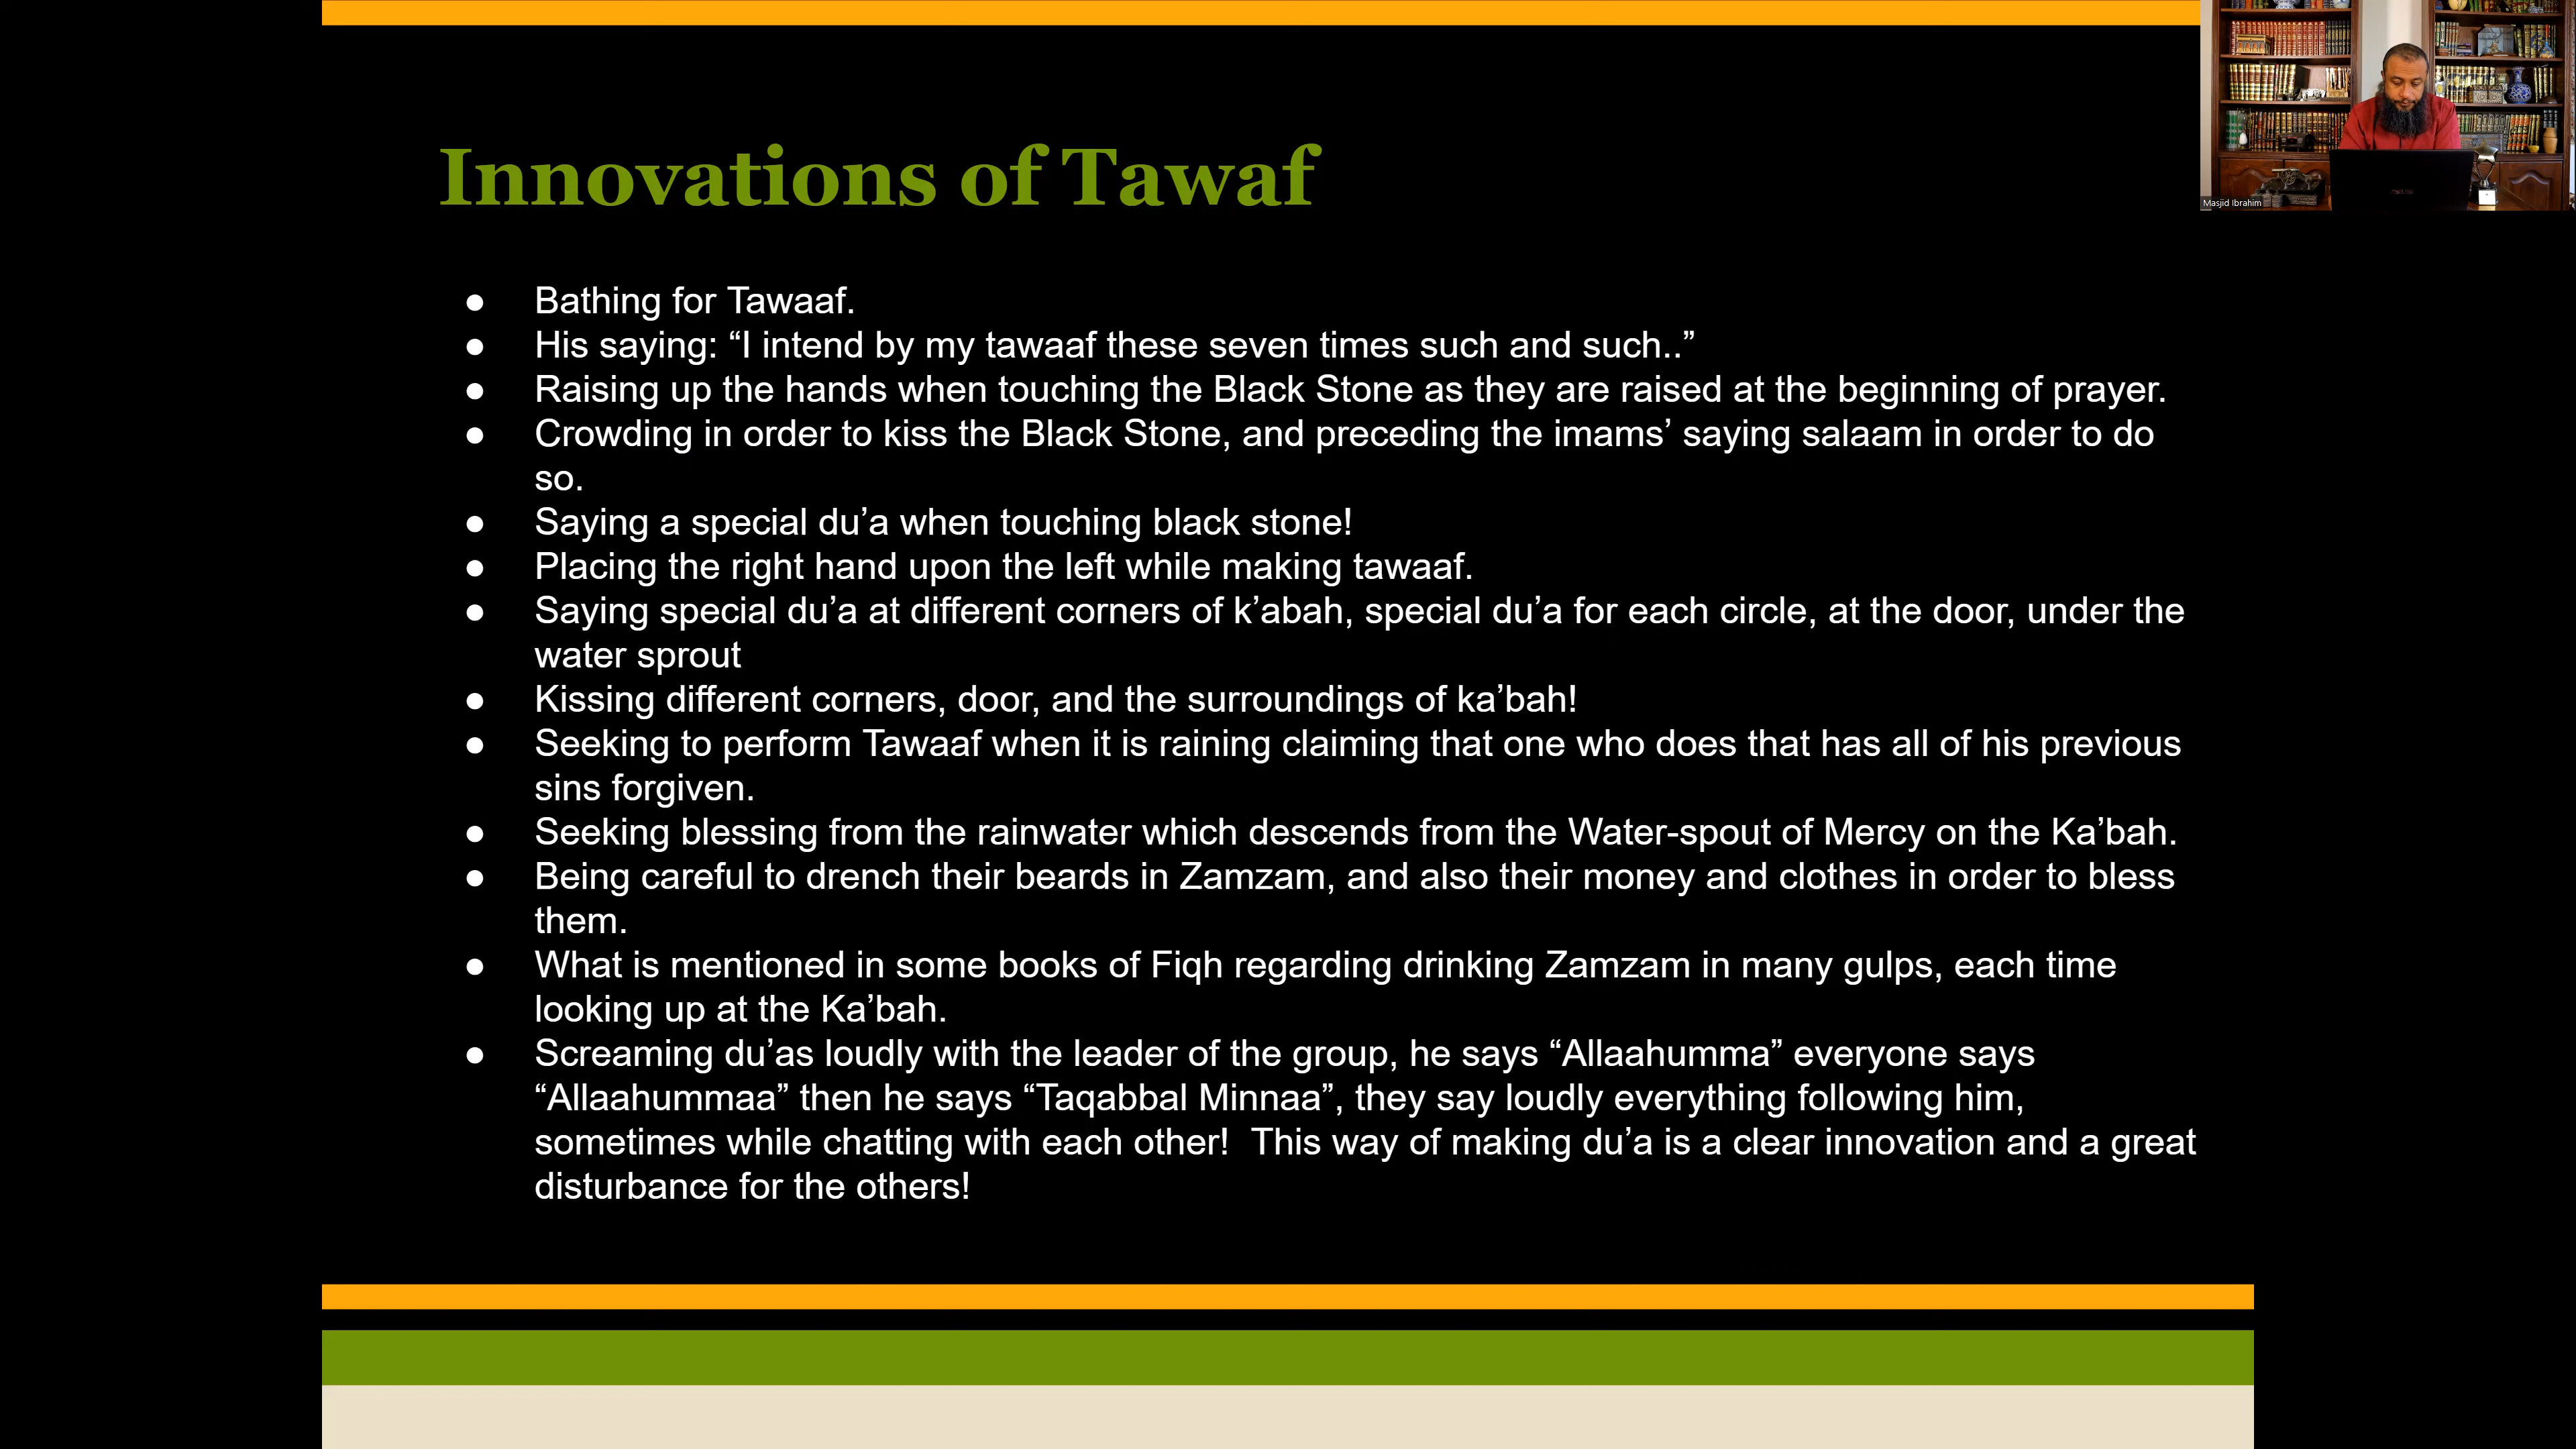 Innovations of Tawaf
Masjid Ibrahim
● Bathing for Tawaaf.
● His saying: “I intend by my tawaaf these seven times such and such..”
● Raising up the hands when touching the Black Stone as they are raised at the beginning of prayer.
● Crowding in order to kiss the Black Stone, and preceding the imams’ saying salaam in order to do
so.
● Saying a special du’a when touching black stone!
● Placing the right hand upon the left while making tawaaf.
● Saying special du’a at different corners of k’abah, special du’a for each circle, at the door, under the
water sprout
● Kissing different corners, door, and the surroundings of ka’bah!
● Seeking to perform Tawaaf when it is raining claiming that one who does that has all of his previous
sins forgiven.
● Seeking blessing from the rainwater which descends from the Water-spout of Mercy on the Ka’bah.
● Being careful to drench their beards in Zamzam, and also their money and clothes in order to bless
them.
● What is mentioned in some books of Fiqh regarding drinking Zamzam in many gulps, each time
looking up at the Ka’bah.
● Screaming du’as loudly with the leader of the group, he says “Allaahumma” everyone says
“Allaahummaa” then he says “Taqabbal Minnaa”, they say loudly everything following him,
sometimes while chatting with each other!  This way of making du’a is a clear innovation and a great
disturbance for the others!